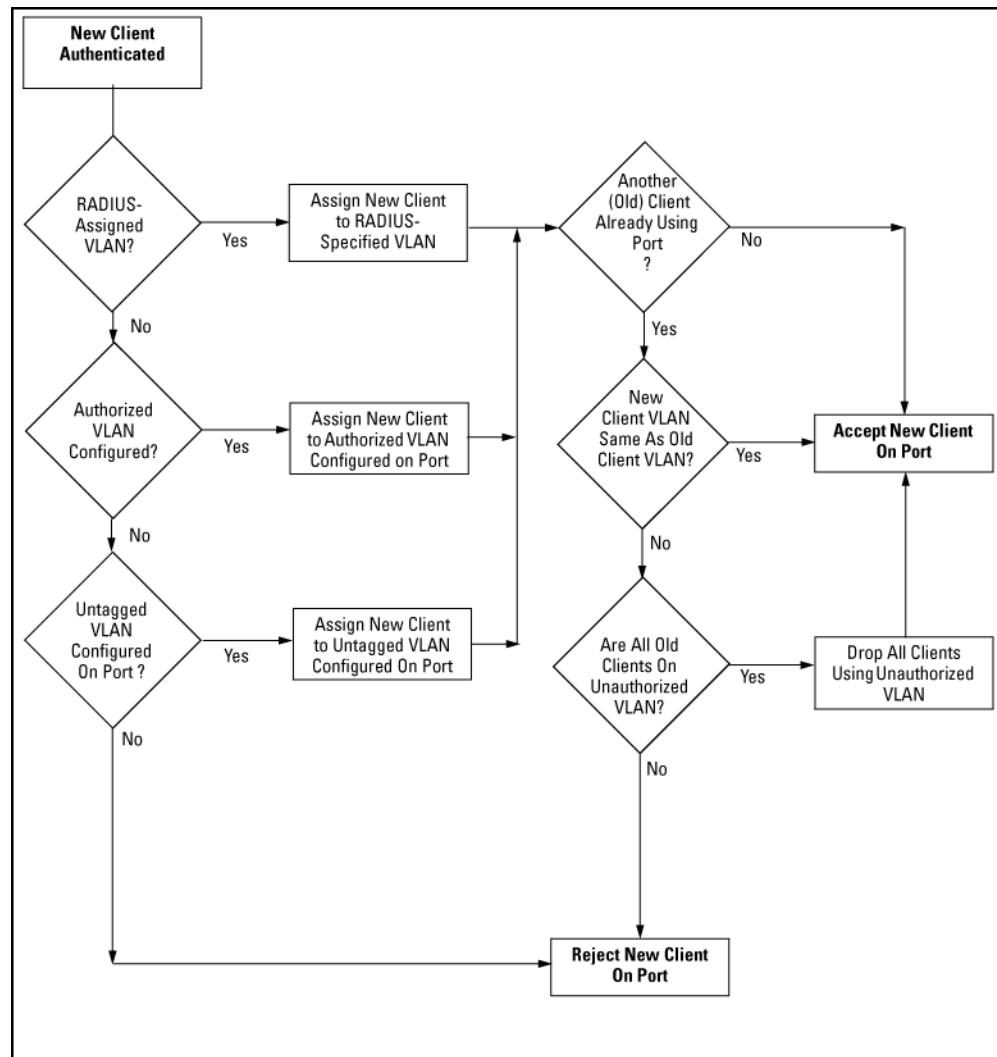 New Client
Authenticated
RADIUS-
Assigned
VLAN?
Yes
Assign New Client
to RADIUS-
Specified VLAN
Another
(Old) Client
Already Using
Port
?
No
No
Yes
Authorized
VLAN
Configured?
Yes
Assign New Client
to Authorized VLAN
Configured on Port
New
Client VLAN
Same As Old
Client VLAN?
Yes
Accept New Client
On Port
No
No
Untagged
VLAN
Configured
On Port ?
Yes
Assign New Client
to Untagged VLAN
Configured On Port
Are All Old
Clients On
Unauthorized
VLAN?
Yes
Drop All Clients
Using Unauthorized
VLAN
No
No
Reject New Client
On Port